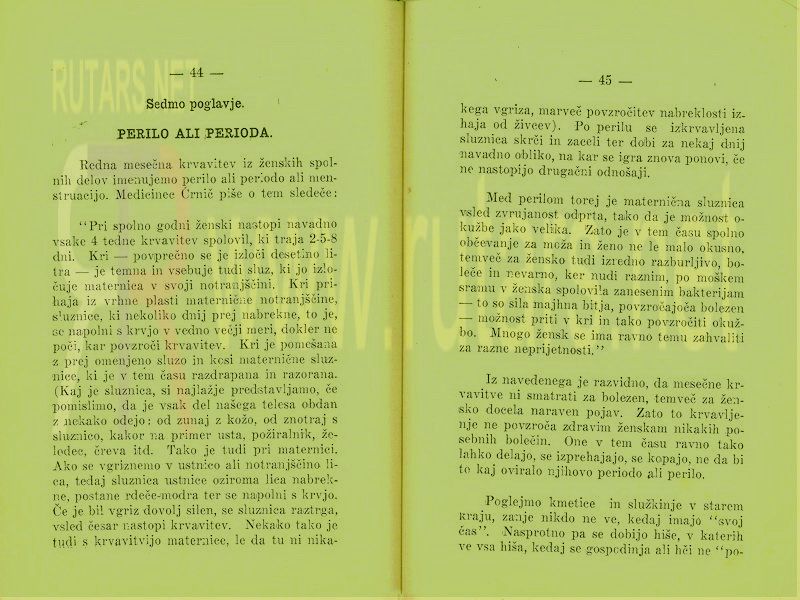 — 44 —
Sedmo poglavje.
PERILO ALI PERIODA.
Redna mesečna krvavitev iz ženskih spol-
nih delov imenujemo perilo ali periodo ali men-
struacijo. Medicinec Črnič piše o tem sledeče:
“Pri spolno godni ženski nastopi navadno
vsake 4 tedne krvavitev spolovil, ki traja 2-5-8
dni. Kri — povprečno se je izloči desetino li-
tra — je temna in vsebuje tudi sluz, ki jo izlo-
čuje maternica v svoji notranjščini. Kri pri-
haja iz vrhne plasti maternične notranjščine,
sluznice, ki nekoliko dnij prej nabrekne, to je,
se napolni s krvjo v vedno večji meri, dokler ne
poči, kar povzroči krvavitev. Kri je pomešana
z prej omenjeno sluzo in kosi maternične sluz-
nice, ki je v tem času razdrapana in razorana.
(Kaj je sluznica, si najlažje predstavljamo, če
pomislimo, da je vsak del našega telesa obdan
z nekako odejo: od zunaj z kožo, od znotraj s
sluznico, kakor na primer usta, požiralnik, že-
ledec, čreva itd. Tako je tudi pri maternici.
Ako se vgriznemo v ustnico ali notranjščino li-
ca, tedaj sluznica ustnice oziroma lica nabrek-
ne, postane rdeče-modra ter se napolni s krvjo.
Če je bil vgriz dovolj silen, se sluznica raztrga,
vsled česar nastopi krvavitev. Nekako tako je
tudi s krvavitvijo maternice, le da tu ni nika-
— 45 —
kega vgriza, marveč povzročitev nabreklosti iz-
haja od živcev). Po perilu se izkrvavljena
sluznica skrči in zaceli ter dobi za nekaj dnij
navadno obliko, na kar se igra znova ponovi, če
ne nastopijo drugačni odnošaji.
Med perilom torej je maternična sluznica
vsled zvrujanost odprta, tako da je možnost o-
kužbe jako velika. Zato je v tem času spolno
občevanje za moža in ženo ne le malo okusno,
temveč za žensko tudi izredno razburljivo, bo-
leče in nevarno, ker nudi raznim, po moškem
sramu v ženska spolovila zanesenim bakterijam
— to so sila majhna bitja, povzročajoča bolezen
— možnost priti v kri in tako povzročiti okuž-
bo. Mnogo žensk se ima ravno temu zahvaliti
za razne neprijetnosti.”
Iz navedenega je razvidno, da mesečne kr-
vavitve ni smatrati za bolezen, temveč za žen-
sko docela naraven pojav. Zato to krvavlje-
nje ne povzroča zdravim ženskam nikakih po-
sebnih bolečin. One v tem času ravno tako
lahko delajo, se izprehajajo, se kopajo, ne da bi
to kaj oviralo njihovo periodo ali perilo.
Poglejmo kmetice in služkinje v starem
kraju, zanje nikdo ne ve, kedaj imajo “svoj
čas”. Nasprotno pa se dobijo hiše, v katerih
ve vsa hiša, kedaj se gospodinja ali hči ne “po-
RUTARS.NET